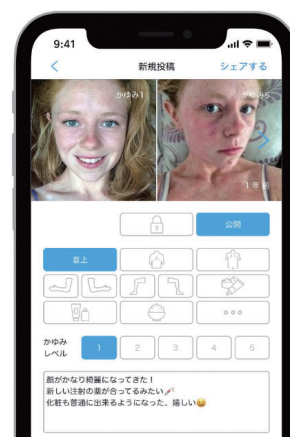 9:41
新規投稿 シェアする
かゆみ1 かゆみ5
1年前
公開
首上
かゆみ
レベル 1 2 3 4 5
顔がかなり綺麗になってきた!
新しい注射の薬が合ってるみたい💉
化粧も普通に出来るようになった、嬉しい😆